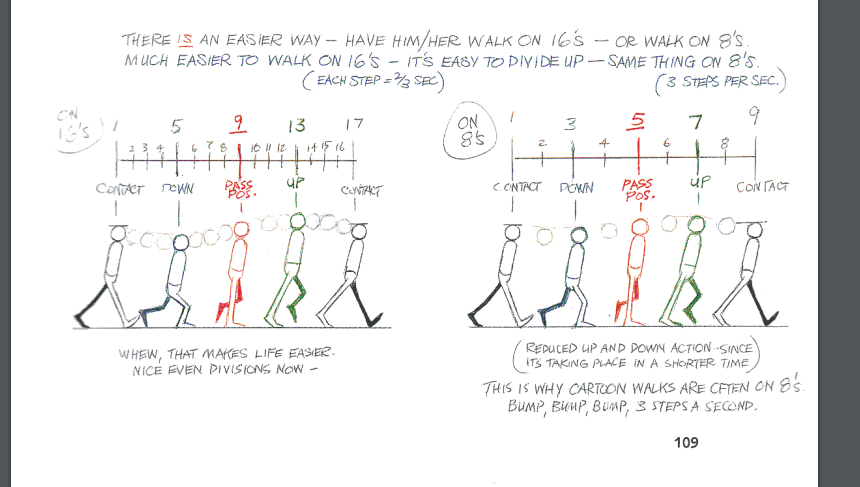 THERE IS AN EASIER WAY — HAVE HIM/HER WALK ON 16'S — OR WALK ON 8'S.
MUCH EASIER TO WALK ON 16'S — IT'S EASY TO DIVIDE UP — SAME THING ON 8'S.
(EACH STEP = 2/3 SEC) (3 STEPS PER SEC.)
ON 16'S
1 5 9 13 17
2 3 4 6 7 8 10 11 12 14 15 16
CONTACT DOWN PASS POS. UP CONTACT
WHEW, THAT MAKES LIFE EASIER.
NICE EVEN DIVISIONS NOW —
ON 8'S
1 3 5 7 9
2 4 6 8
CONTACT DOWN PASS POS. UP CONTACT
(REDUCED UP AND DOWN ACTION - SINCE
ITS TAKING PLACE IN A SHORTER TIME)
THIS IS WHY CARTOON WALKS ARE OFTEN ON 8'S.
BUMP, BUMP, BUMP, 3 STEPS A SECOND.
109